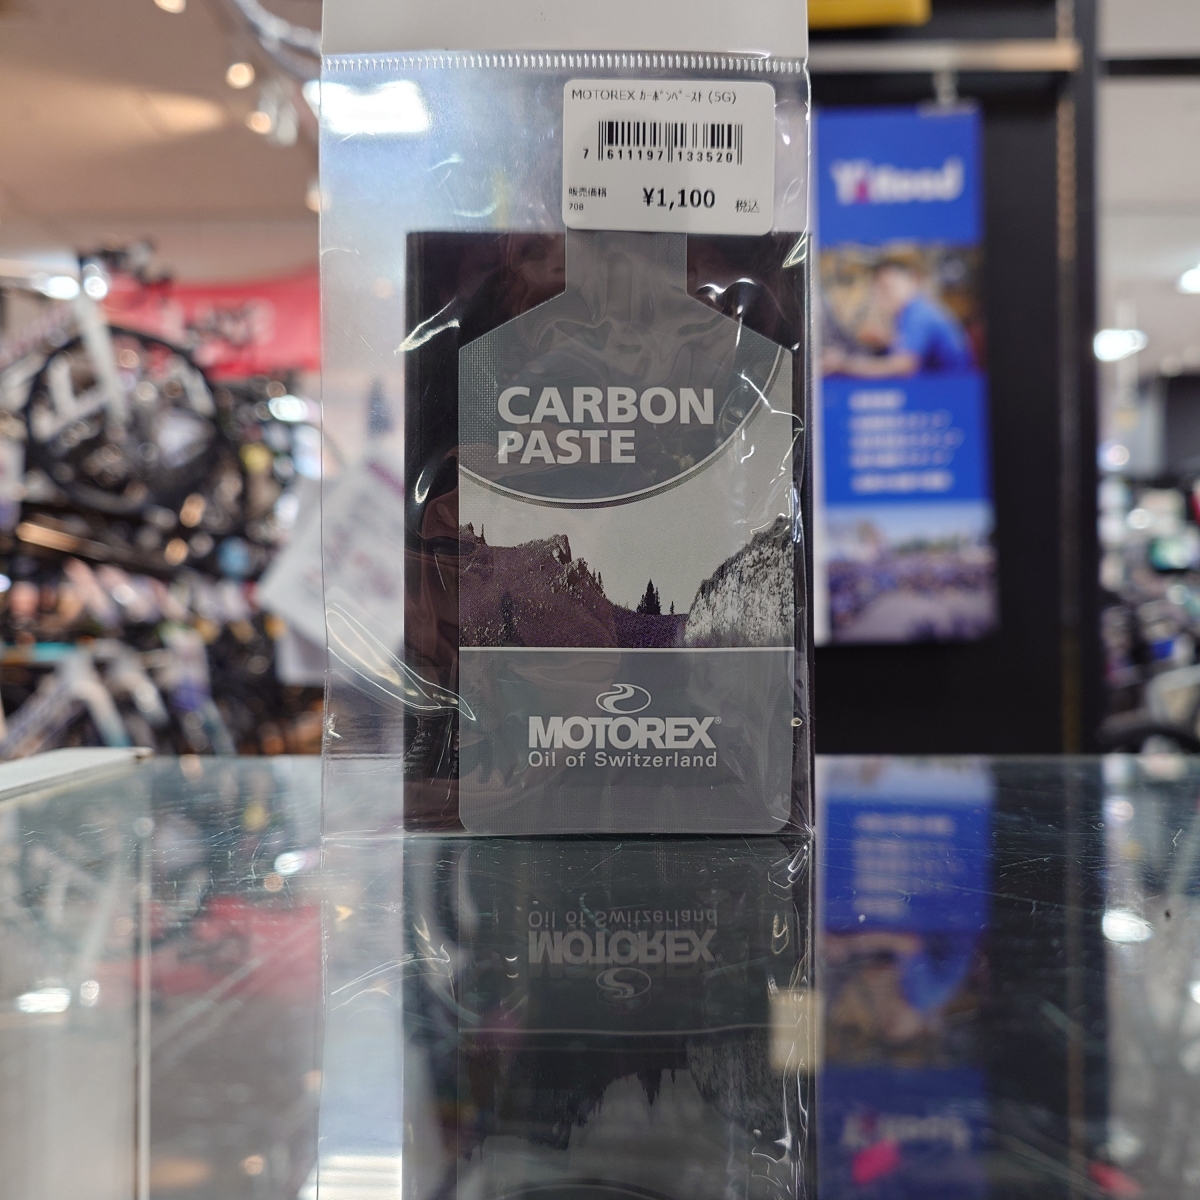 MOTOREX ｶｰﾎﾞﾝﾍﾟｰｽﾄ (5G)
7 611197 133520
販売価格
708
¥1,100 税込
CARBON
PASTE
MOTOREX®
Oil of Switzerland